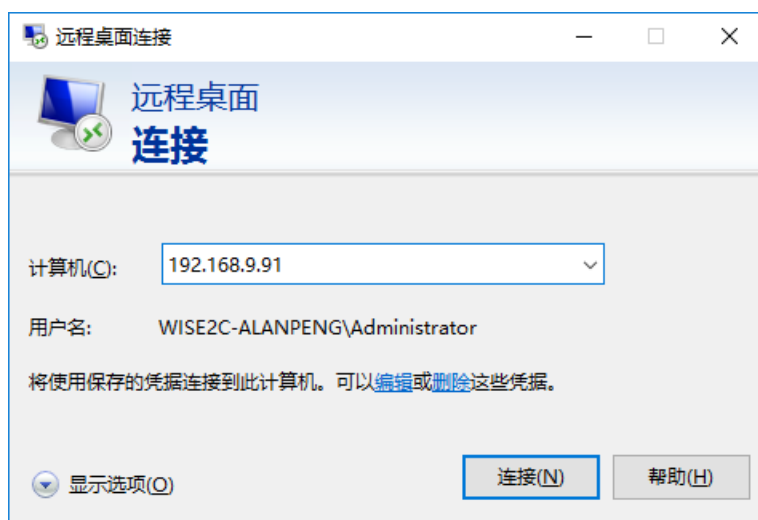 远程桌面连接
远程桌面
连接
计算机(C): 192.168.9.91
用户名: WISE2C-ALANPENG\Administrator
将使用保存的凭据连接到此计算机。可以编辑或删除这些凭据。
显示选项(O) 连接(N) 帮助(H)